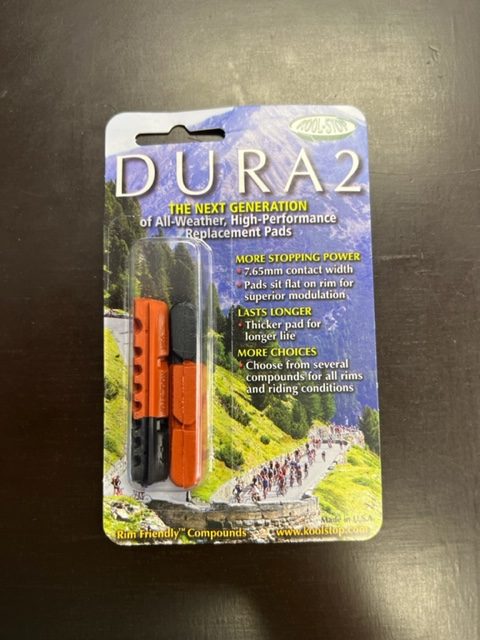 KOOL-STOP
DURA2
THE NEXT GENERATION
of All-Weather, High-Performance
Replacement Pads
MORE STOPPING POWER
• 7.65mm contact width
• Pads sit flat on rim for
superior modulation
LASTS LONGER
• Thicker pad for
longer life
MORE CHOICES
• Choose from several
compounds for all rims
and riding conditions
Made in U.S.A.
Rim Friendly™ Compounds
www.koolstop.com